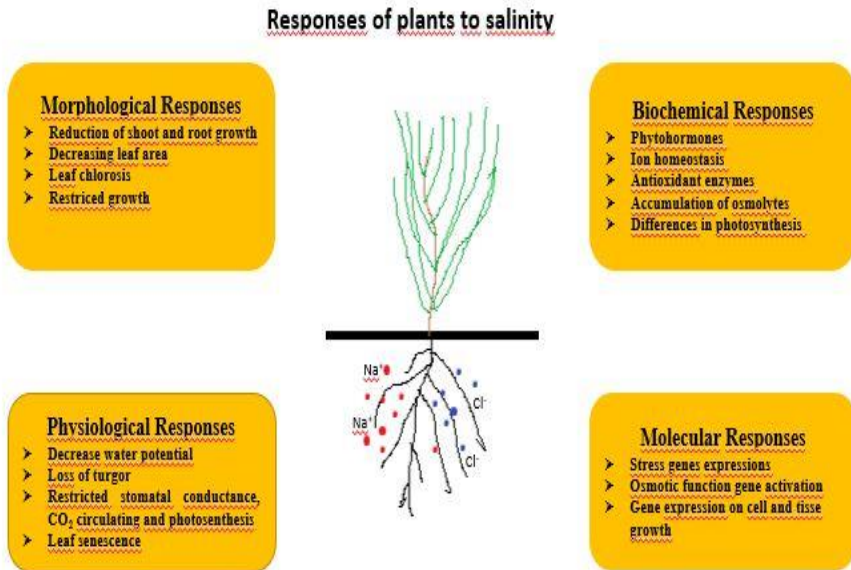 Responses of plants to salinity
Morphological Responses
➤ Reduction of shoot and root growth
➤ Decreasing leaf area
➤ Leaf chlorosis
➤ Restriced growth
Biochemical Responses
➤ Phytohormones
➤ Ion homeostasis
➤ Antioxidant enzymes
➤ Accumulation of osmolytes
➤ Differences in photosynthesis
Na⁺
Cl⁻
Na⁺
Cl⁻
Physiological Responses
➤ Decrease water potential
➤ Loss of turgor
➤ Restricted stomatal conductance,
CO₂ circulating and photosenthesis
➤ Leaf senescence
Molecular Responses
➤ Stress genes expressions
➤ Osmotic function gene activation
➤ Gene expression on cell and tisse
growth